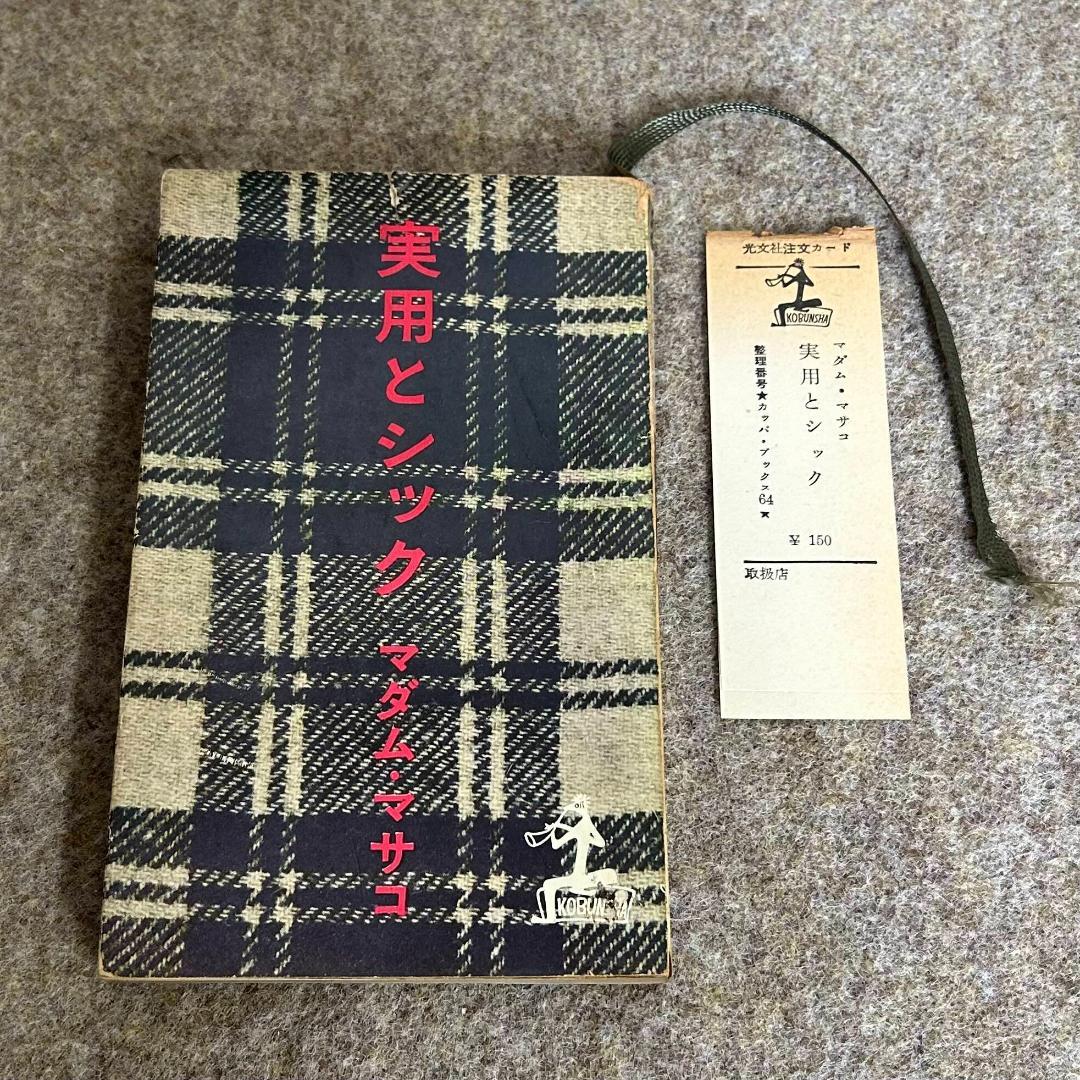 実用とシック
マダム・マサコ
KOBUNSHA
光文社注文カード
KOBUNSHA
マダム・マサコ
実用とシック
整理番号★カッパ・ブックス64★
¥150
取扱店